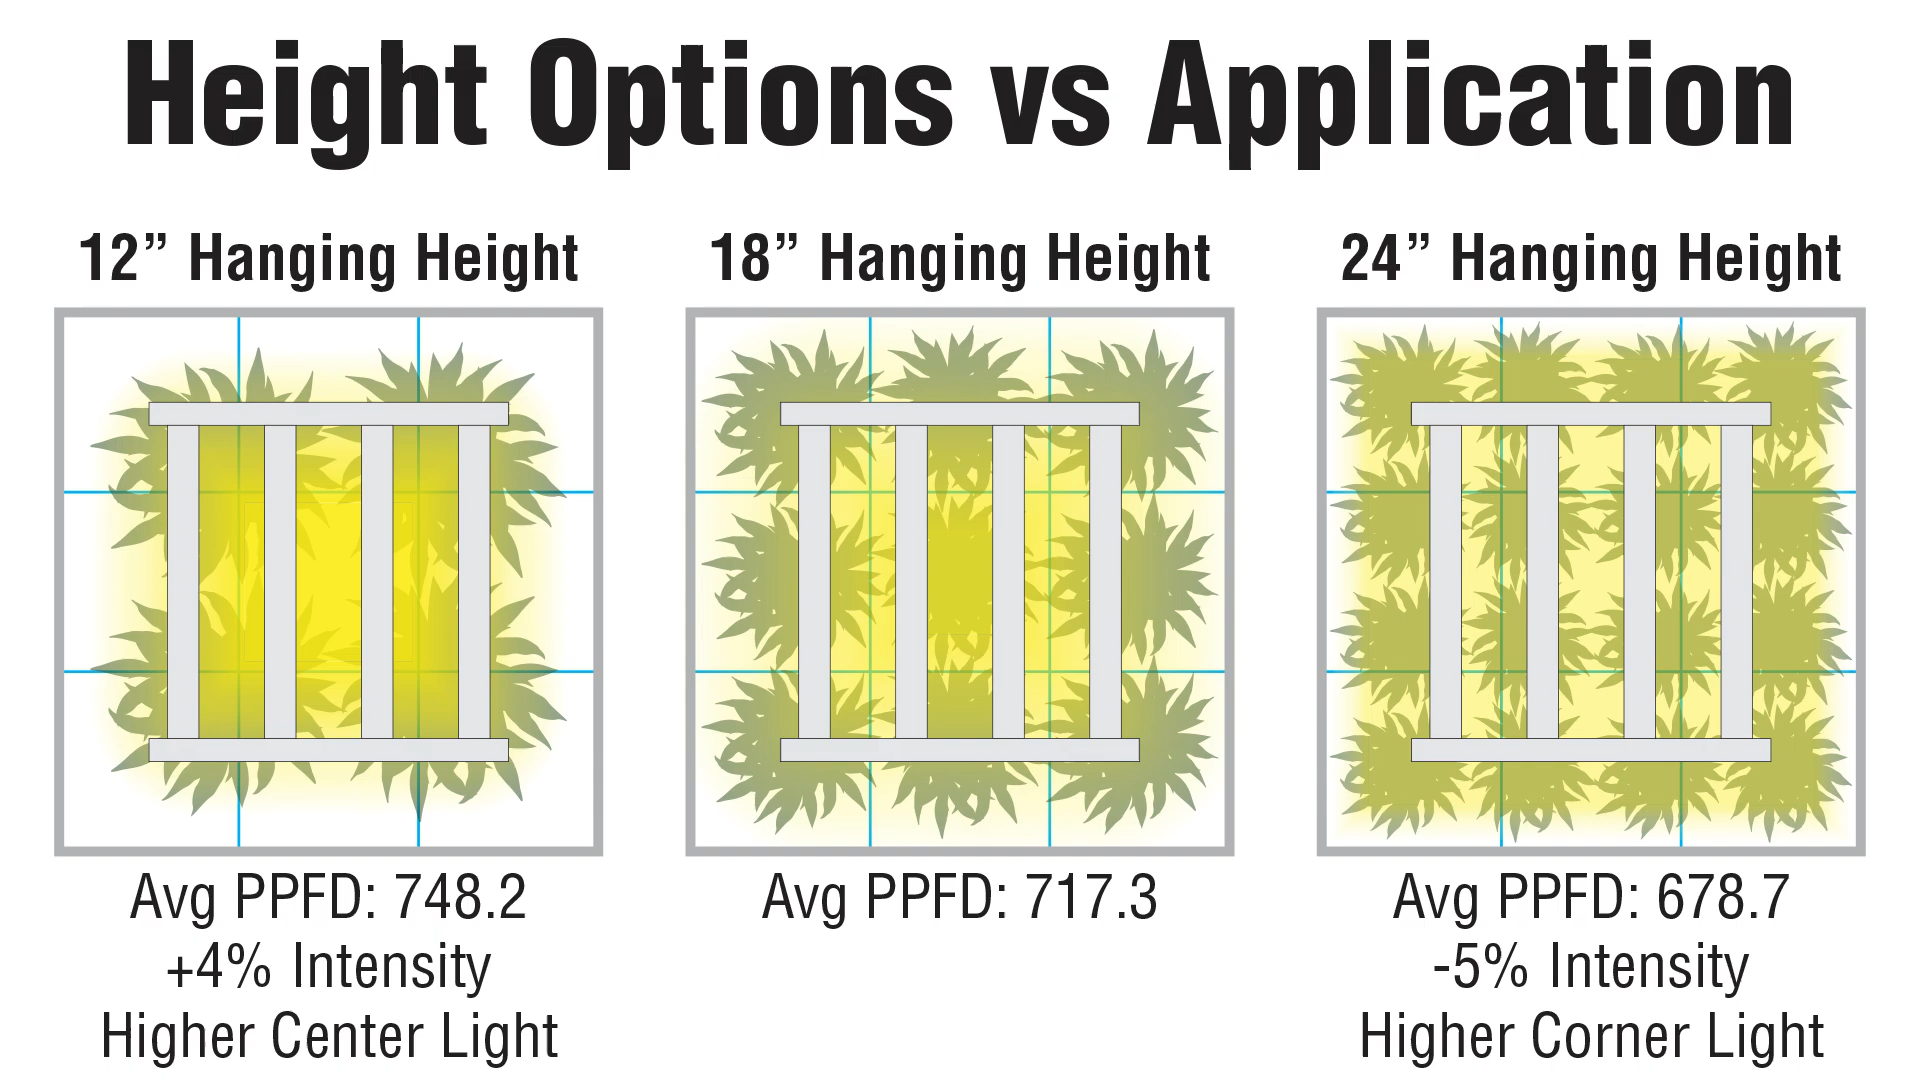 Height Options vs Application
12” Hanging Height
18” Hanging Height
24” Hanging Height
Avg PPFD: 748.2
+4% Intensity
Higher Center Light
Avg PPFD: 717.3
Avg PPFD: 678.7
-5% Intensity
Higher Corner Light